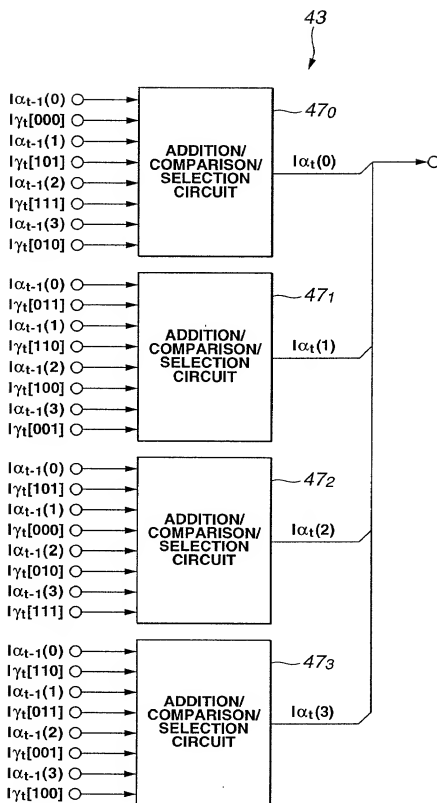 43
Iαt-1(0)
Iγt[000]
Iαt-1(1)
Iγt[101]
Iαt-1(2)
Iγt[111]
Iαt-1(3)
Iγt[010]
ADDITION/
COMPARISON/
SELECTION
CIRCUIT
470
Iαt(0)
Iαt-1(0)
Iγt[011]
Iαt-1(1)
Iγt[110]
Iαt-1(2)
Iγt[100]
Iαt-1(3)
Iγt[001]
ADDITION/
COMPARISON/
SELECTION
CIRCUIT
471
Iαt(1)
Iαt-1(0)
Iγt[101]
Iαt-1(1)
Iγt[000]
Iαt-1(2)
Iγt[010]
Iαt-1(3)
Iγt[111]
ADDITION/
COMPARISON/
SELECTION
CIRCUIT
472
Iαt(2)
Iαt-1(0)
Iγt[110]
Iαt-1(1)
Iγt[011]
Iαt-1(2)
Iγt[001]
Iαt-1(3)
Iγt[100]
ADDITION/
COMPARISON/
SELECTION
CIRCUIT
473
Iαt(3)